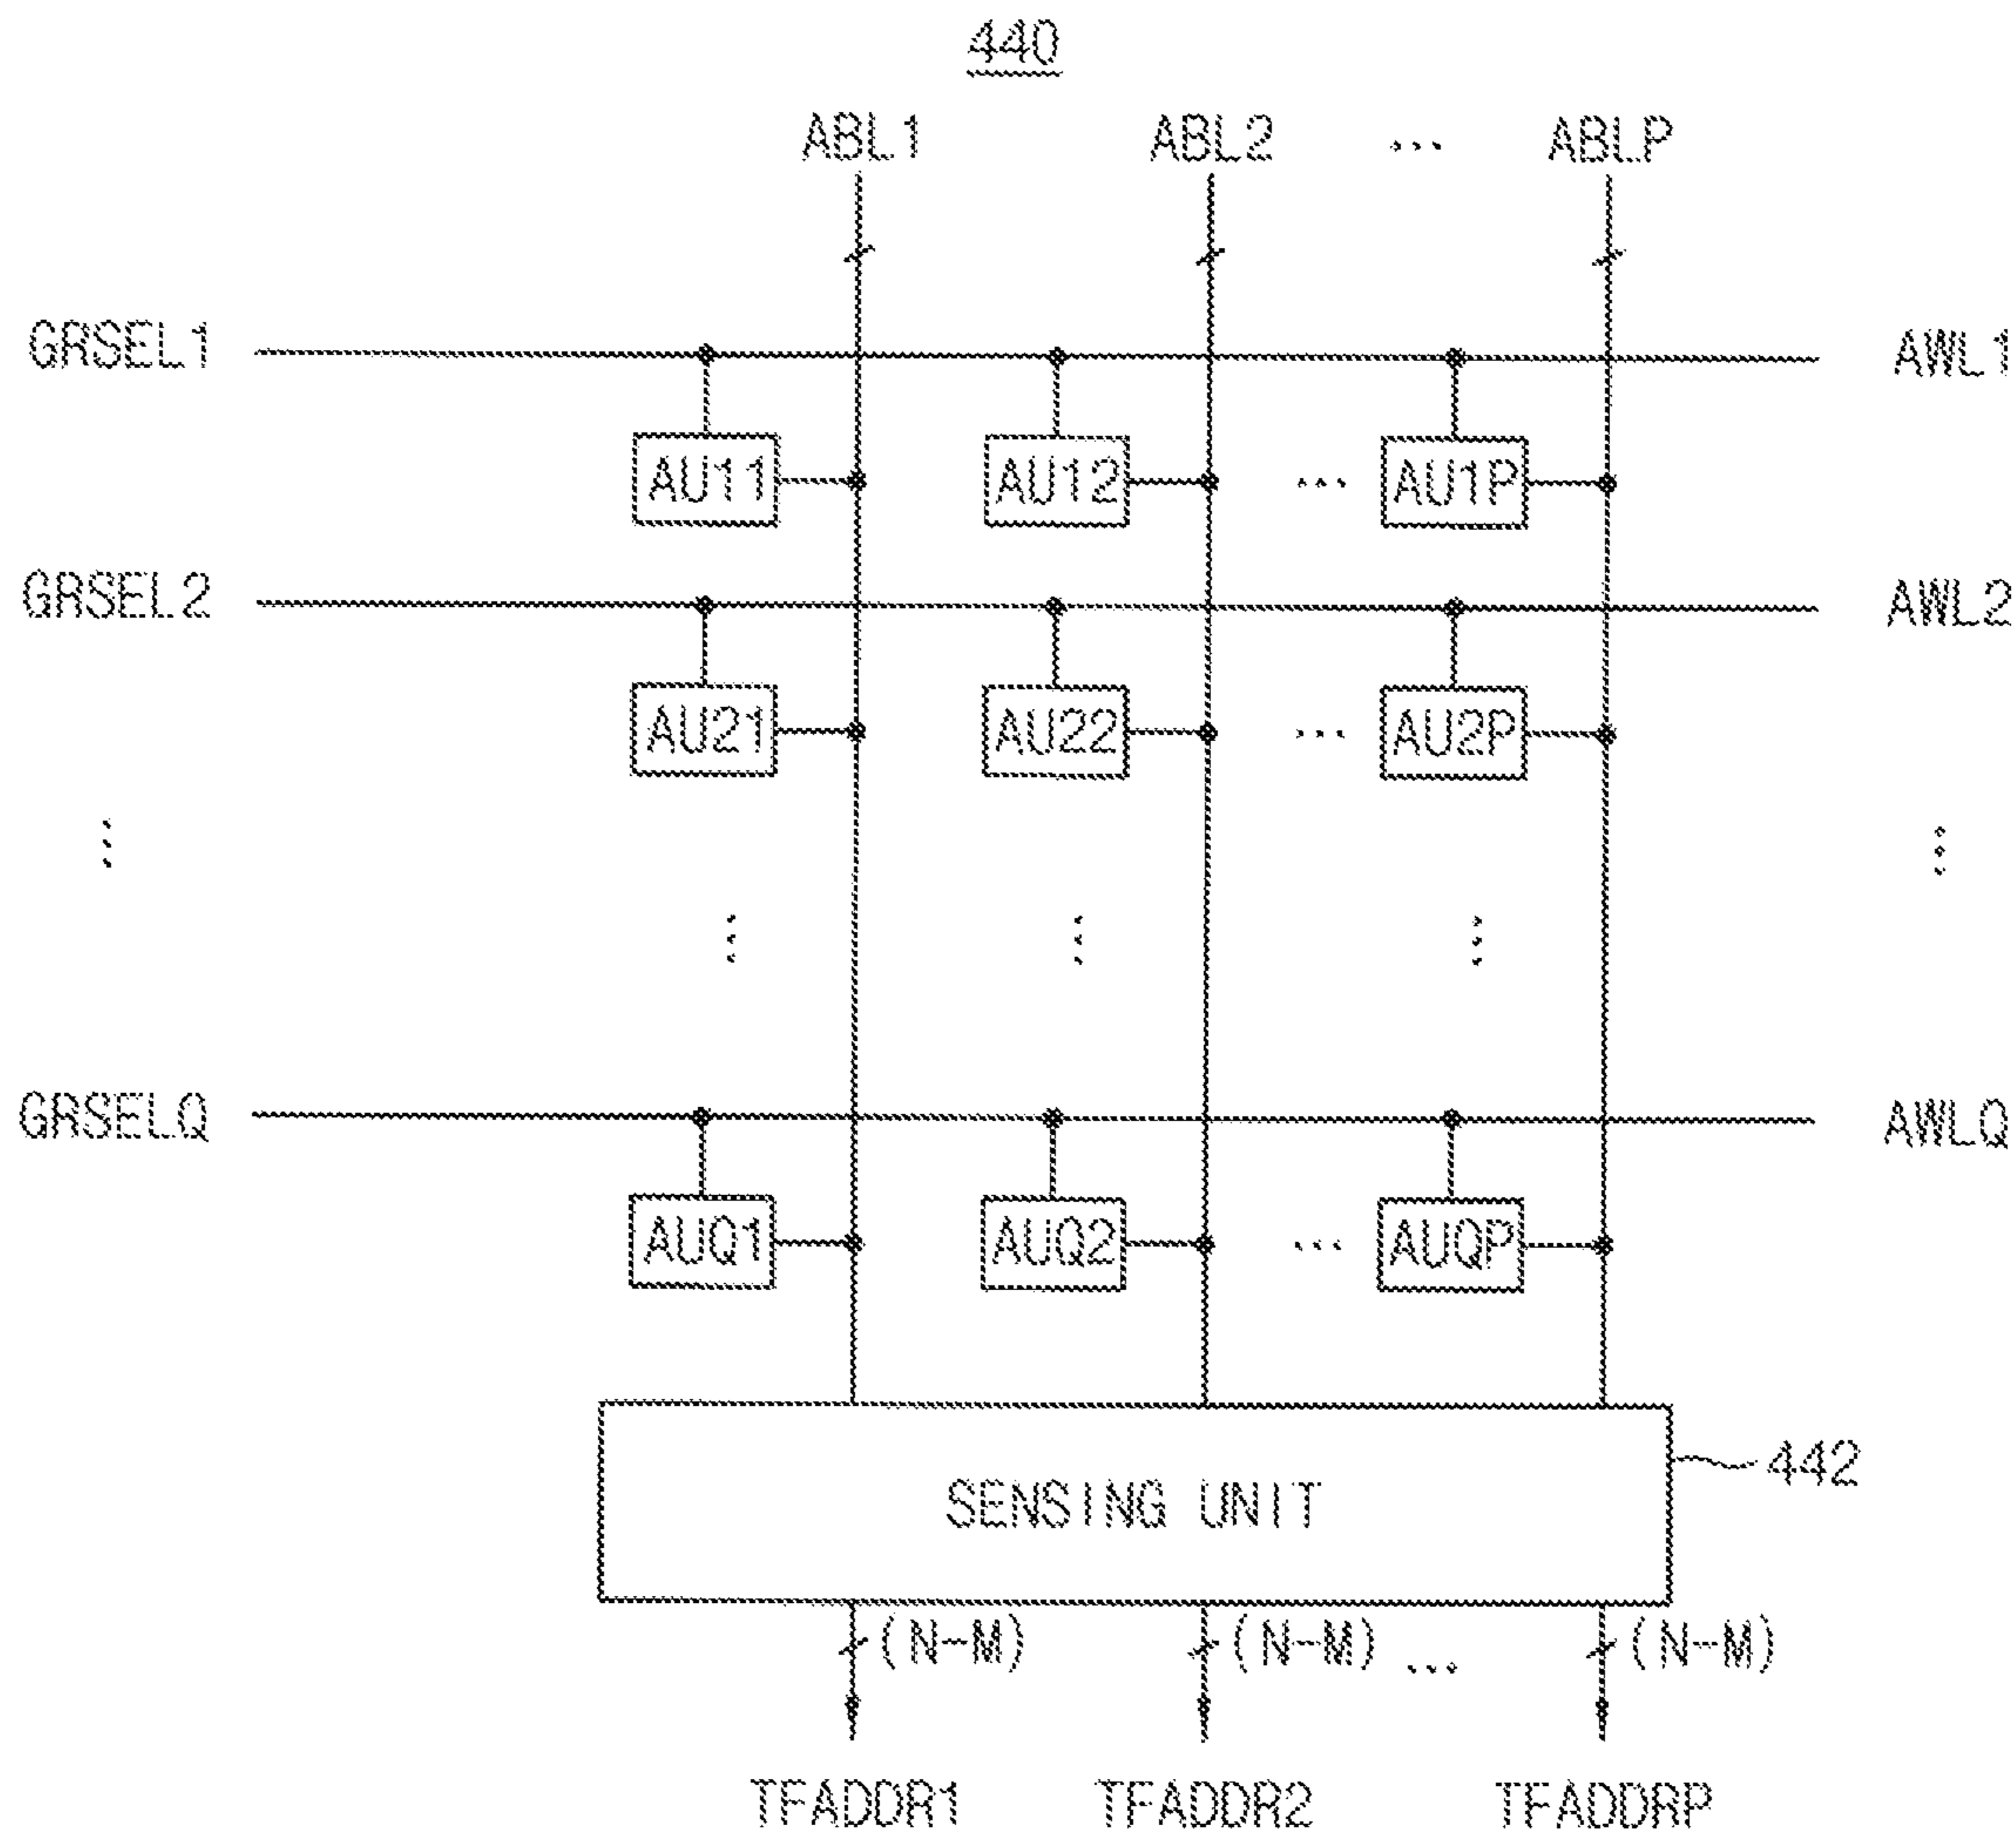 440
ABL1 ABL2 ... ABLP
GRSEL1 AWL1
AU11 AU12 ... AU1P
GRSEL2 AWL2
AU21 AU22 ... AU2P
GRSELQ AWLQ
AUQ1 AUQ2 ... AUQP
SENSING UNIT 442
(N-M) (N-M) ... (N-M)
TFADDR1 TFADDR2 TFADDRP